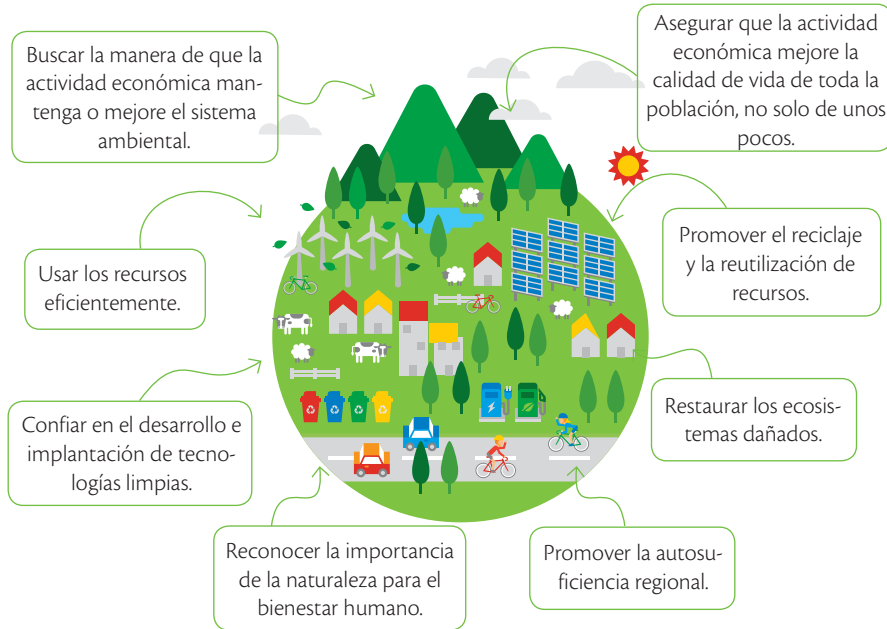 Buscar la manera de que la
actividad económica man-
tenga o mejore el sistema
ambiental.
Asegurar que la actividad
económica mejore la
calidad de vida de toda la
población, no solo de unos
pocos.
Usar los recursos
eficientemente.
Promover el reciclaje
y la reutilización de
recursos.
Confiar en el desarrollo e
implantación de tecno-
logías limpias.
Restaurar los ecosis-
temas dañados.
Reconocer la importancia
de la naturaleza para el
bienestar humano.
Promover la autosu-
ficiencia regional.